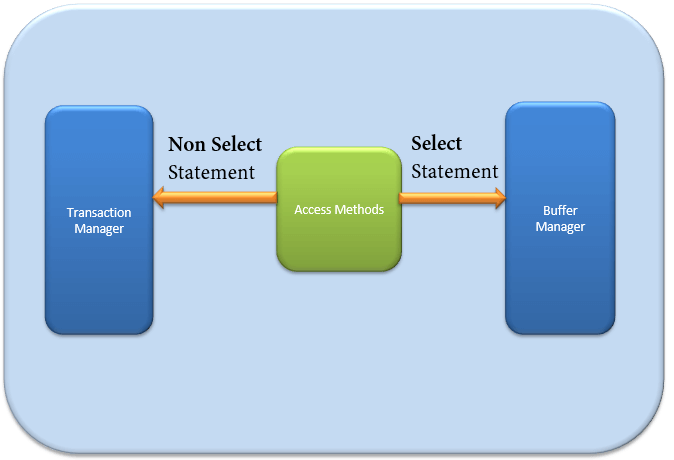 Non Select
Statement
Select
Statement
Transaction
Manager
Access Methods
Buffer
Manager